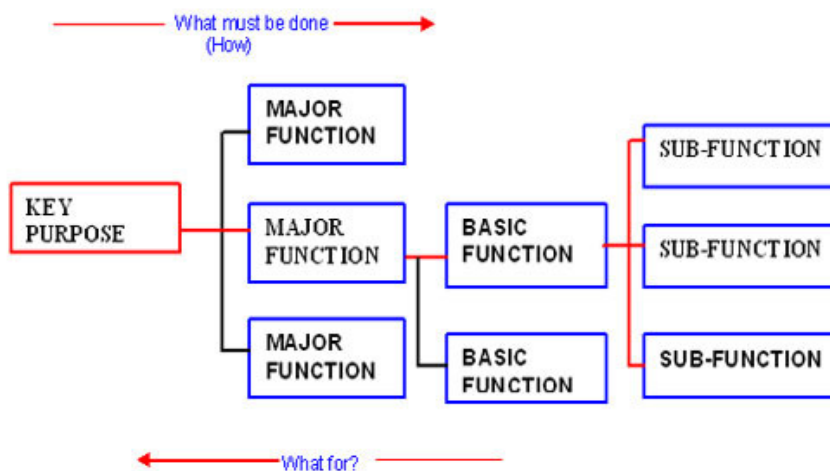 What must be done
(How)
MAJOR
FUNCTION
SUB-FUNCTION
KEY
PURPOSE
MAJOR
FUNCTION
BASIC
FUNCTION
SUB-FUNCTION
MAJOR
FUNCTION
BASIC
FUNCTION
SUB-FUNCTION
What for?